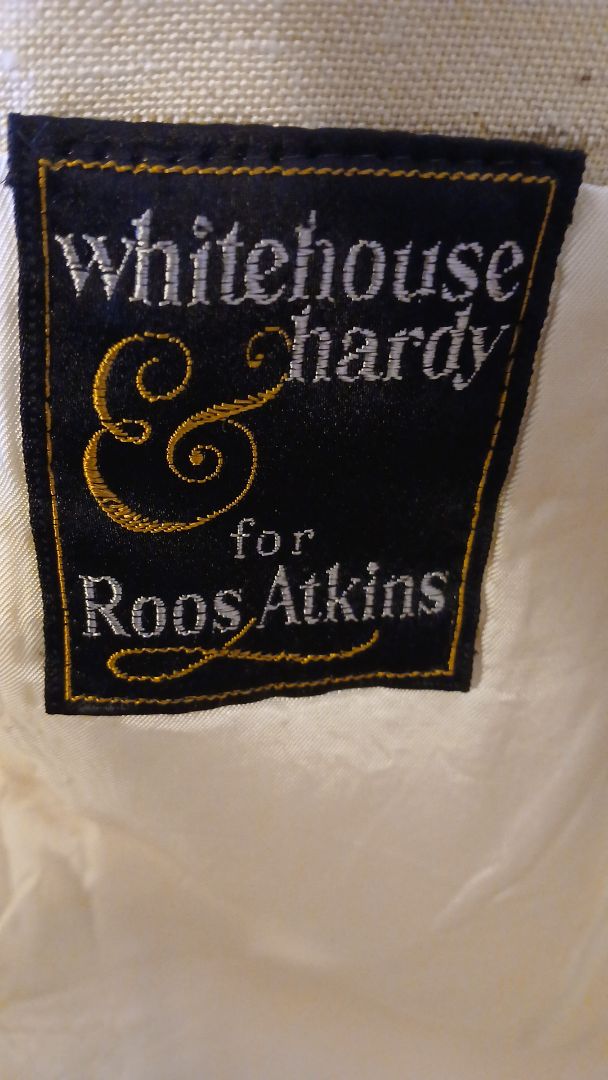 whitehouse
& hardy
for
Roos Atkins